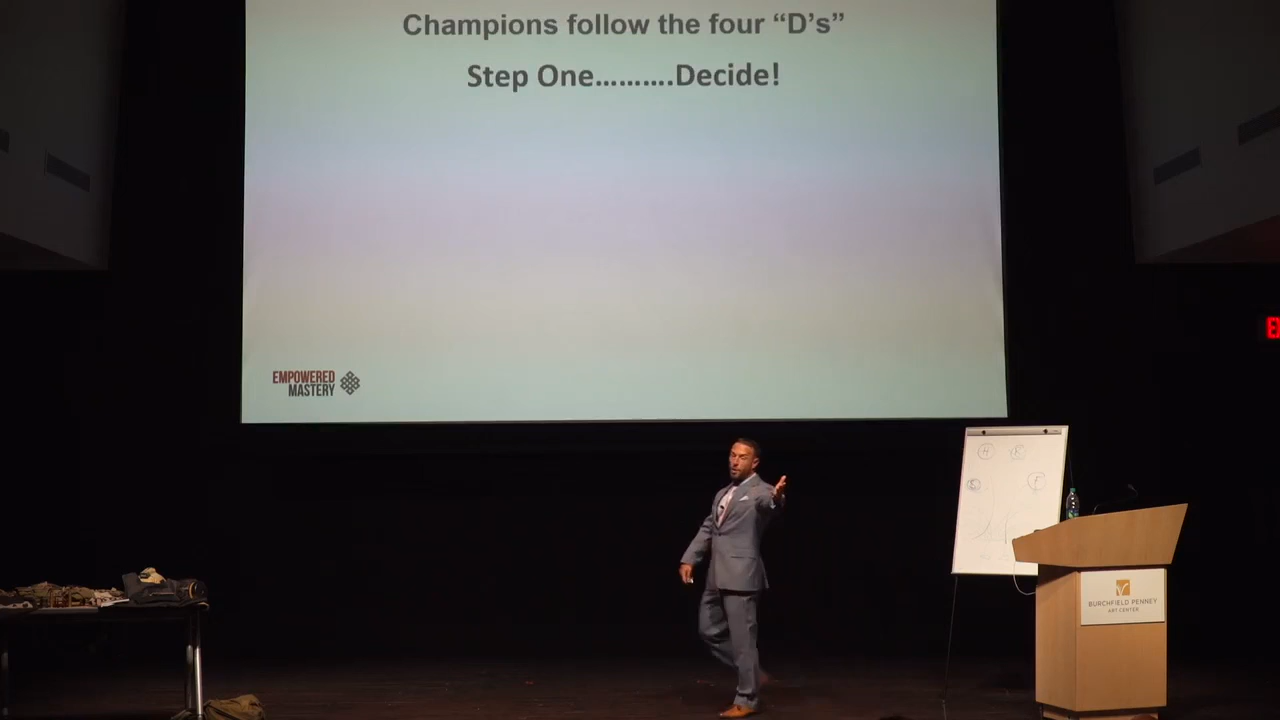 Champions follow the four “D’s”
Step One..........Decide!
EMPOWERED
MASTERY
H
F
BURCHFIELD PENNEY
ART CENTER